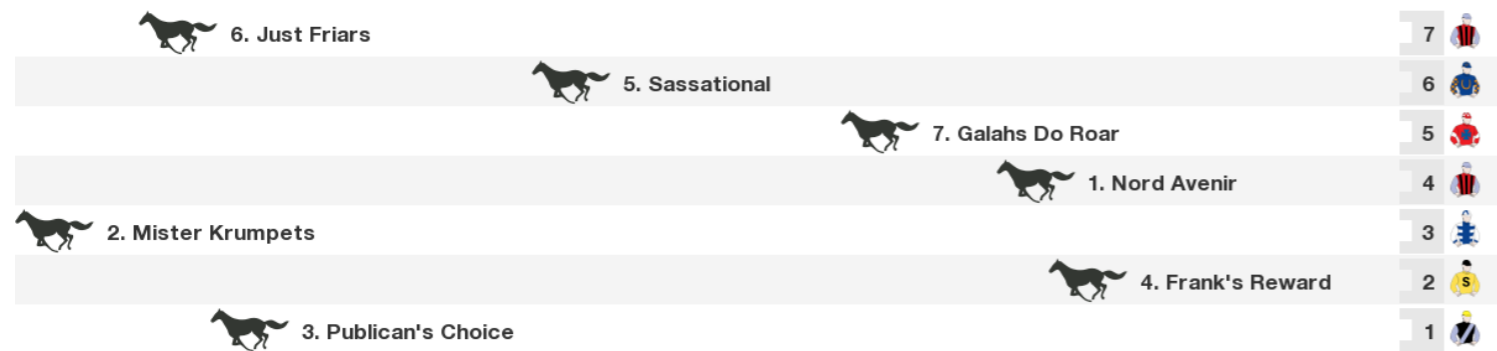 6. Just Friars 7
5. Sassational 6
7. Galahs Do Roar 5
1. Nord Avenir 4
2. Mister Krumpets 3
4. Frank's Reward 2 S
3. Publican's Choice 1